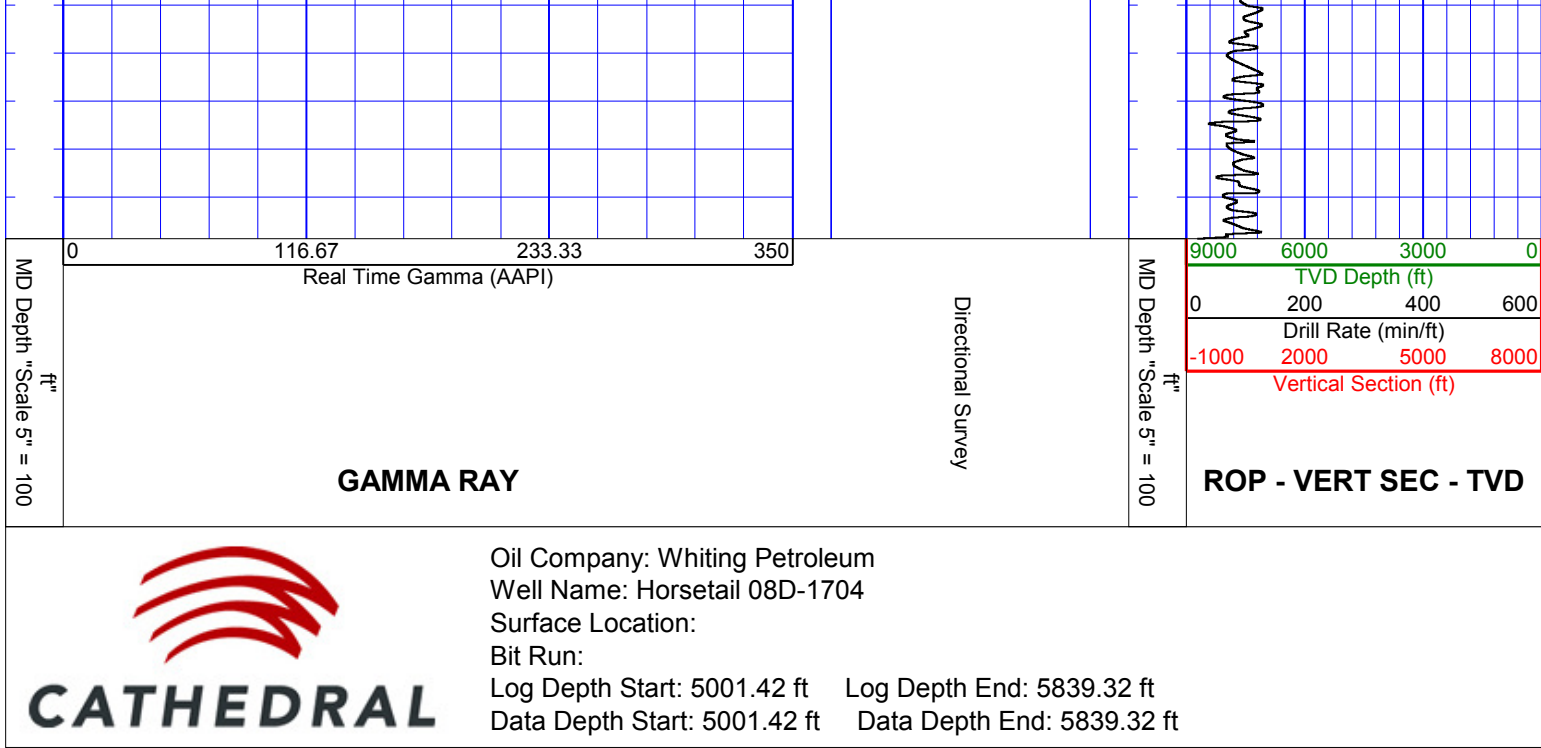 0 116.67 233.33 350
Real Time Gamma (AAPI)
MD Depth "Scale 5" = 100
ft"
GAMMA RAY
Directional Survey
MD Depth "Scale 5" = 100
ft"
9000 6000 3000 0
TVD Depth (ft)
0 200 400 600
Drill Rate (min/ft)
-1000 2000 5000 8000
Vertical Section (ft)
ROP - VERT SEC - TVD
CATHEDRAL
Oil Company: Whiting Petroleum
Well Name: Horsetail 08D-1704
Surface Location:
Bit Run:
Log Depth Start: 5001.42 ft Log Depth End: 5839.32 ft
Data Depth Start: 5001.42 ft Data Depth End: 5839.32 ft